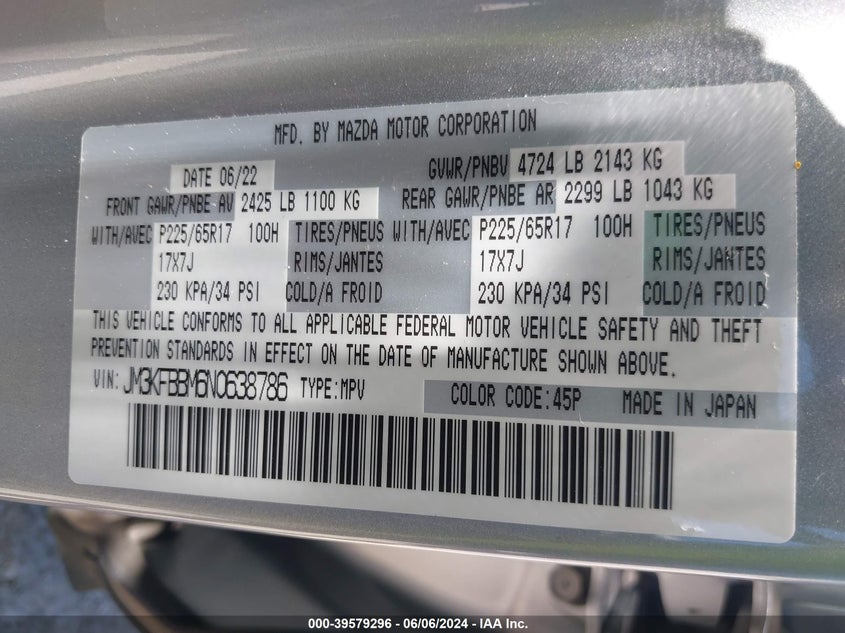 MFD. BY MAZDA MOTOR CORPORATION
DATE 06/22 GVWR/PNBV 4724 LB 2143 KG
FRONT GAWR/PNBE AV 2425 LB 1100 KG REAR GAWR/PNBE AR 2299 LB 1043 KG
WITH/AVEC P225/65R17 100H TIRES/PNEUS WITH/AVEC P225/65R17 100H TIRES/PNEUS
17X7J RIMS/JANTES 17X7J RIMS/JANTES
230 KPA/34 PSI COLD/A FROID 230 KPA/34 PSI COLD/A FROID
THIS VEHICLE CONFORMS TO ALL APPLICABLE FEDERAL MOTOR VEHICLE SAFETY AND THEFT
PREVENTION STANDARDS IN EFFECT ON THE DATE OF MANUFACTURE SHOWN ABOVE.
VIN: JM3KFBBM6N0638786 TYPE:MPV COLOR CODE:45P MADE IN JAPAN
000-39579296 - 06/06/2024 - IAA Inc.